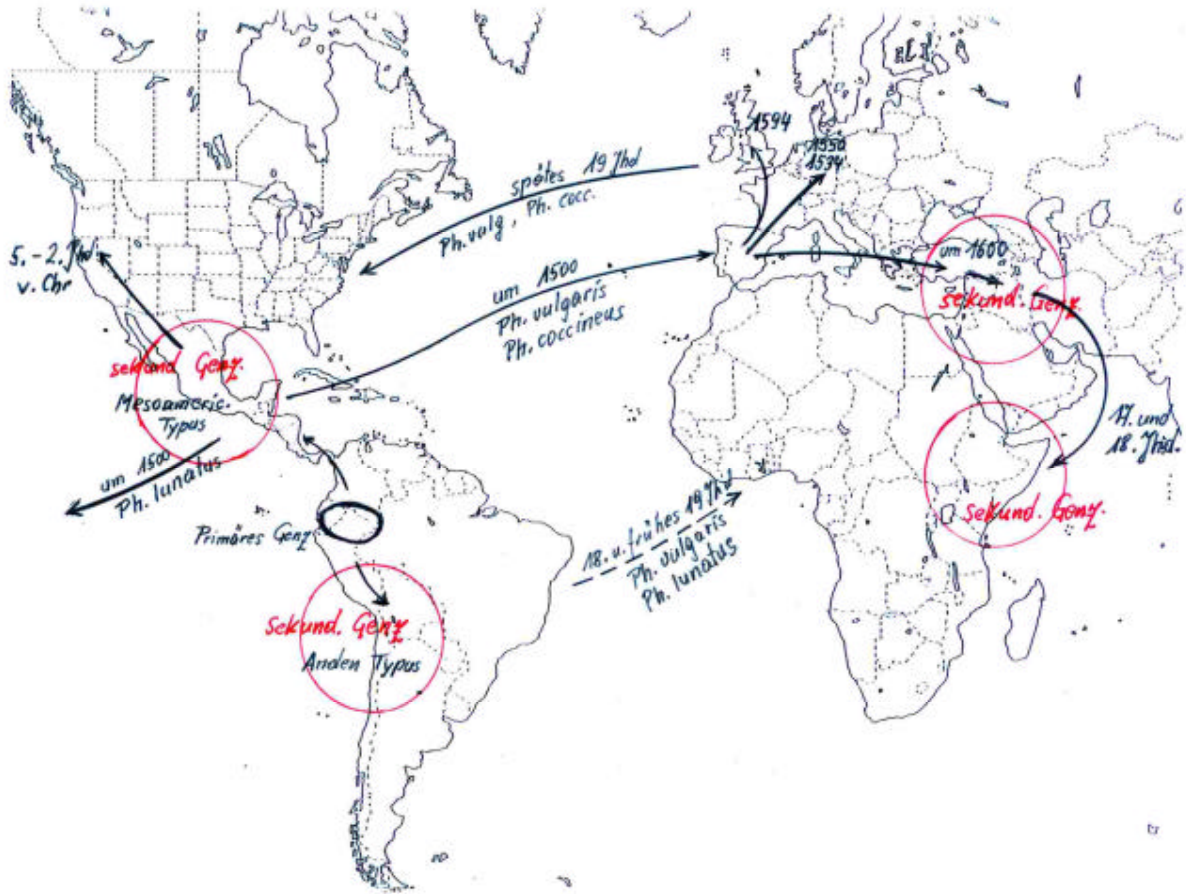 1594
1550
1534
spätes 19 Jhd
Ph. valg, Ph. cocc.
5.-2. Jhd.
v. Chr
um 1500
Ph. vulgaris
Ph. coccineus
um 1600
sekund. Genz.
sekund Genz.
Mesoameric.
Typus
um 1500
Ph. lunatus
17. und
18. Jhd.
sekund. Genz.
Primäres Genz
18. u. frühes 19 Jhd
Ph. vulgaris
Ph. lunatus
Sekund. Genz
Anden Typus